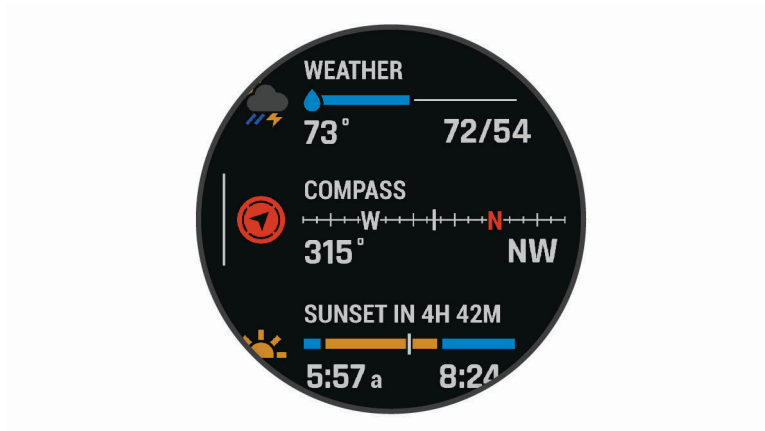 WEATHER
73° 72/54
COMPASS
W N
315° NW
SUNSET IN 4H 42M
5:57 a 8:24